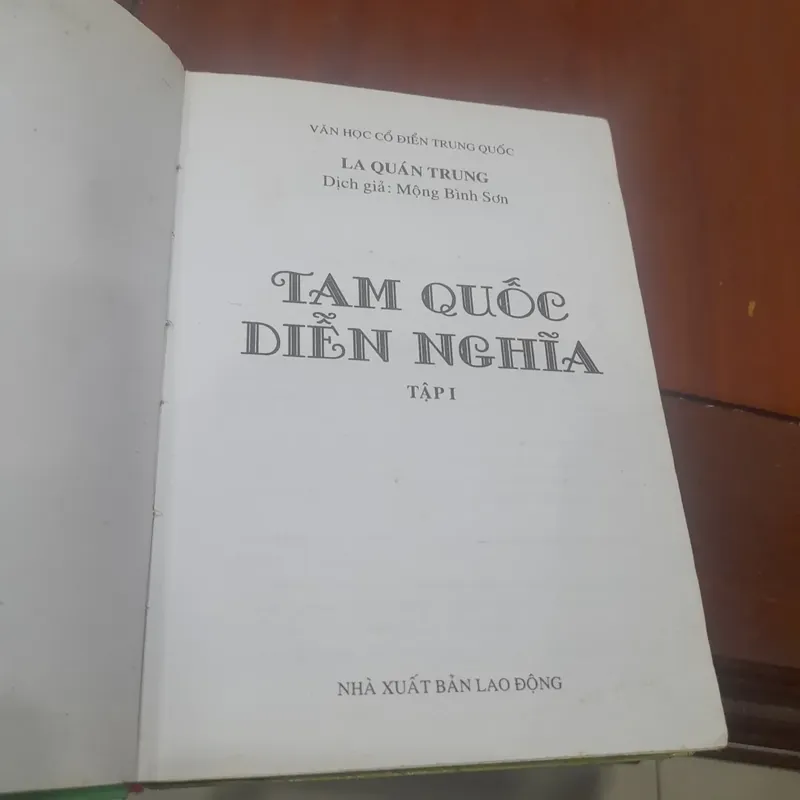 VĂN HỌC CỔ ĐIỂN TRUNG QUỐC
LA QUÁN TRUNG
Dịch giả: Mộng Bình Sơn
TAM QUỐC
DIỄN NGHĨA
TẬP I
NHÀ XUẤT BẢN LAO ĐỘNG